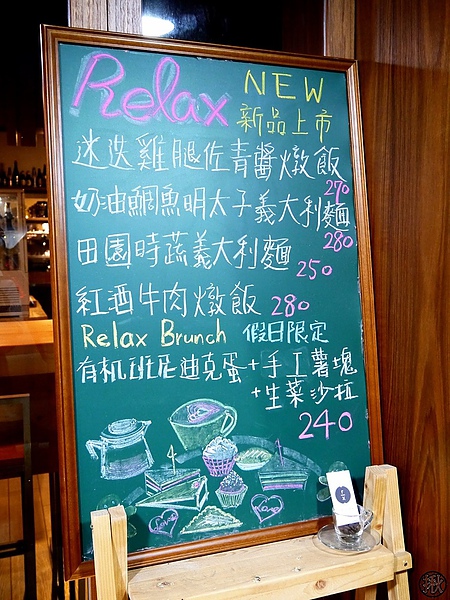 Relax
NEW
新品上市
迷迭雞腿佐青醬燉飯
270
奶油鯛魚明太子義大利麵
280
田園時蔬義大利麵
250
紅酒牛肉燉飯 280
Relax Brunch 假日限定
有机班尼迪克蛋+手工薯塊
+生菜沙拉
240